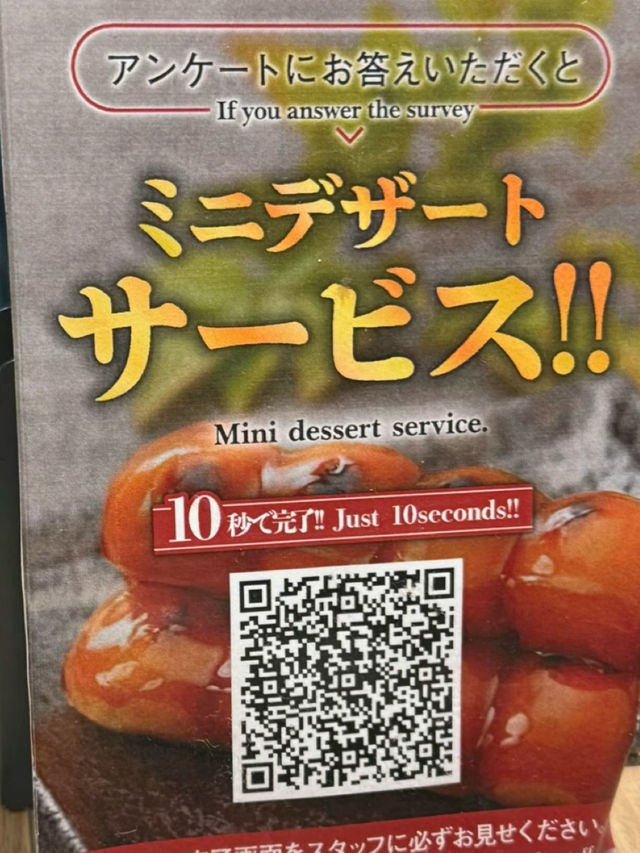 アンケートにお答えいただくと
If you answer the survey
ミニデザート
サービス!!
Mini dessert service.
10秒で完了!! Just 10seconds!!
画面をスタッフに必ずお見せください。